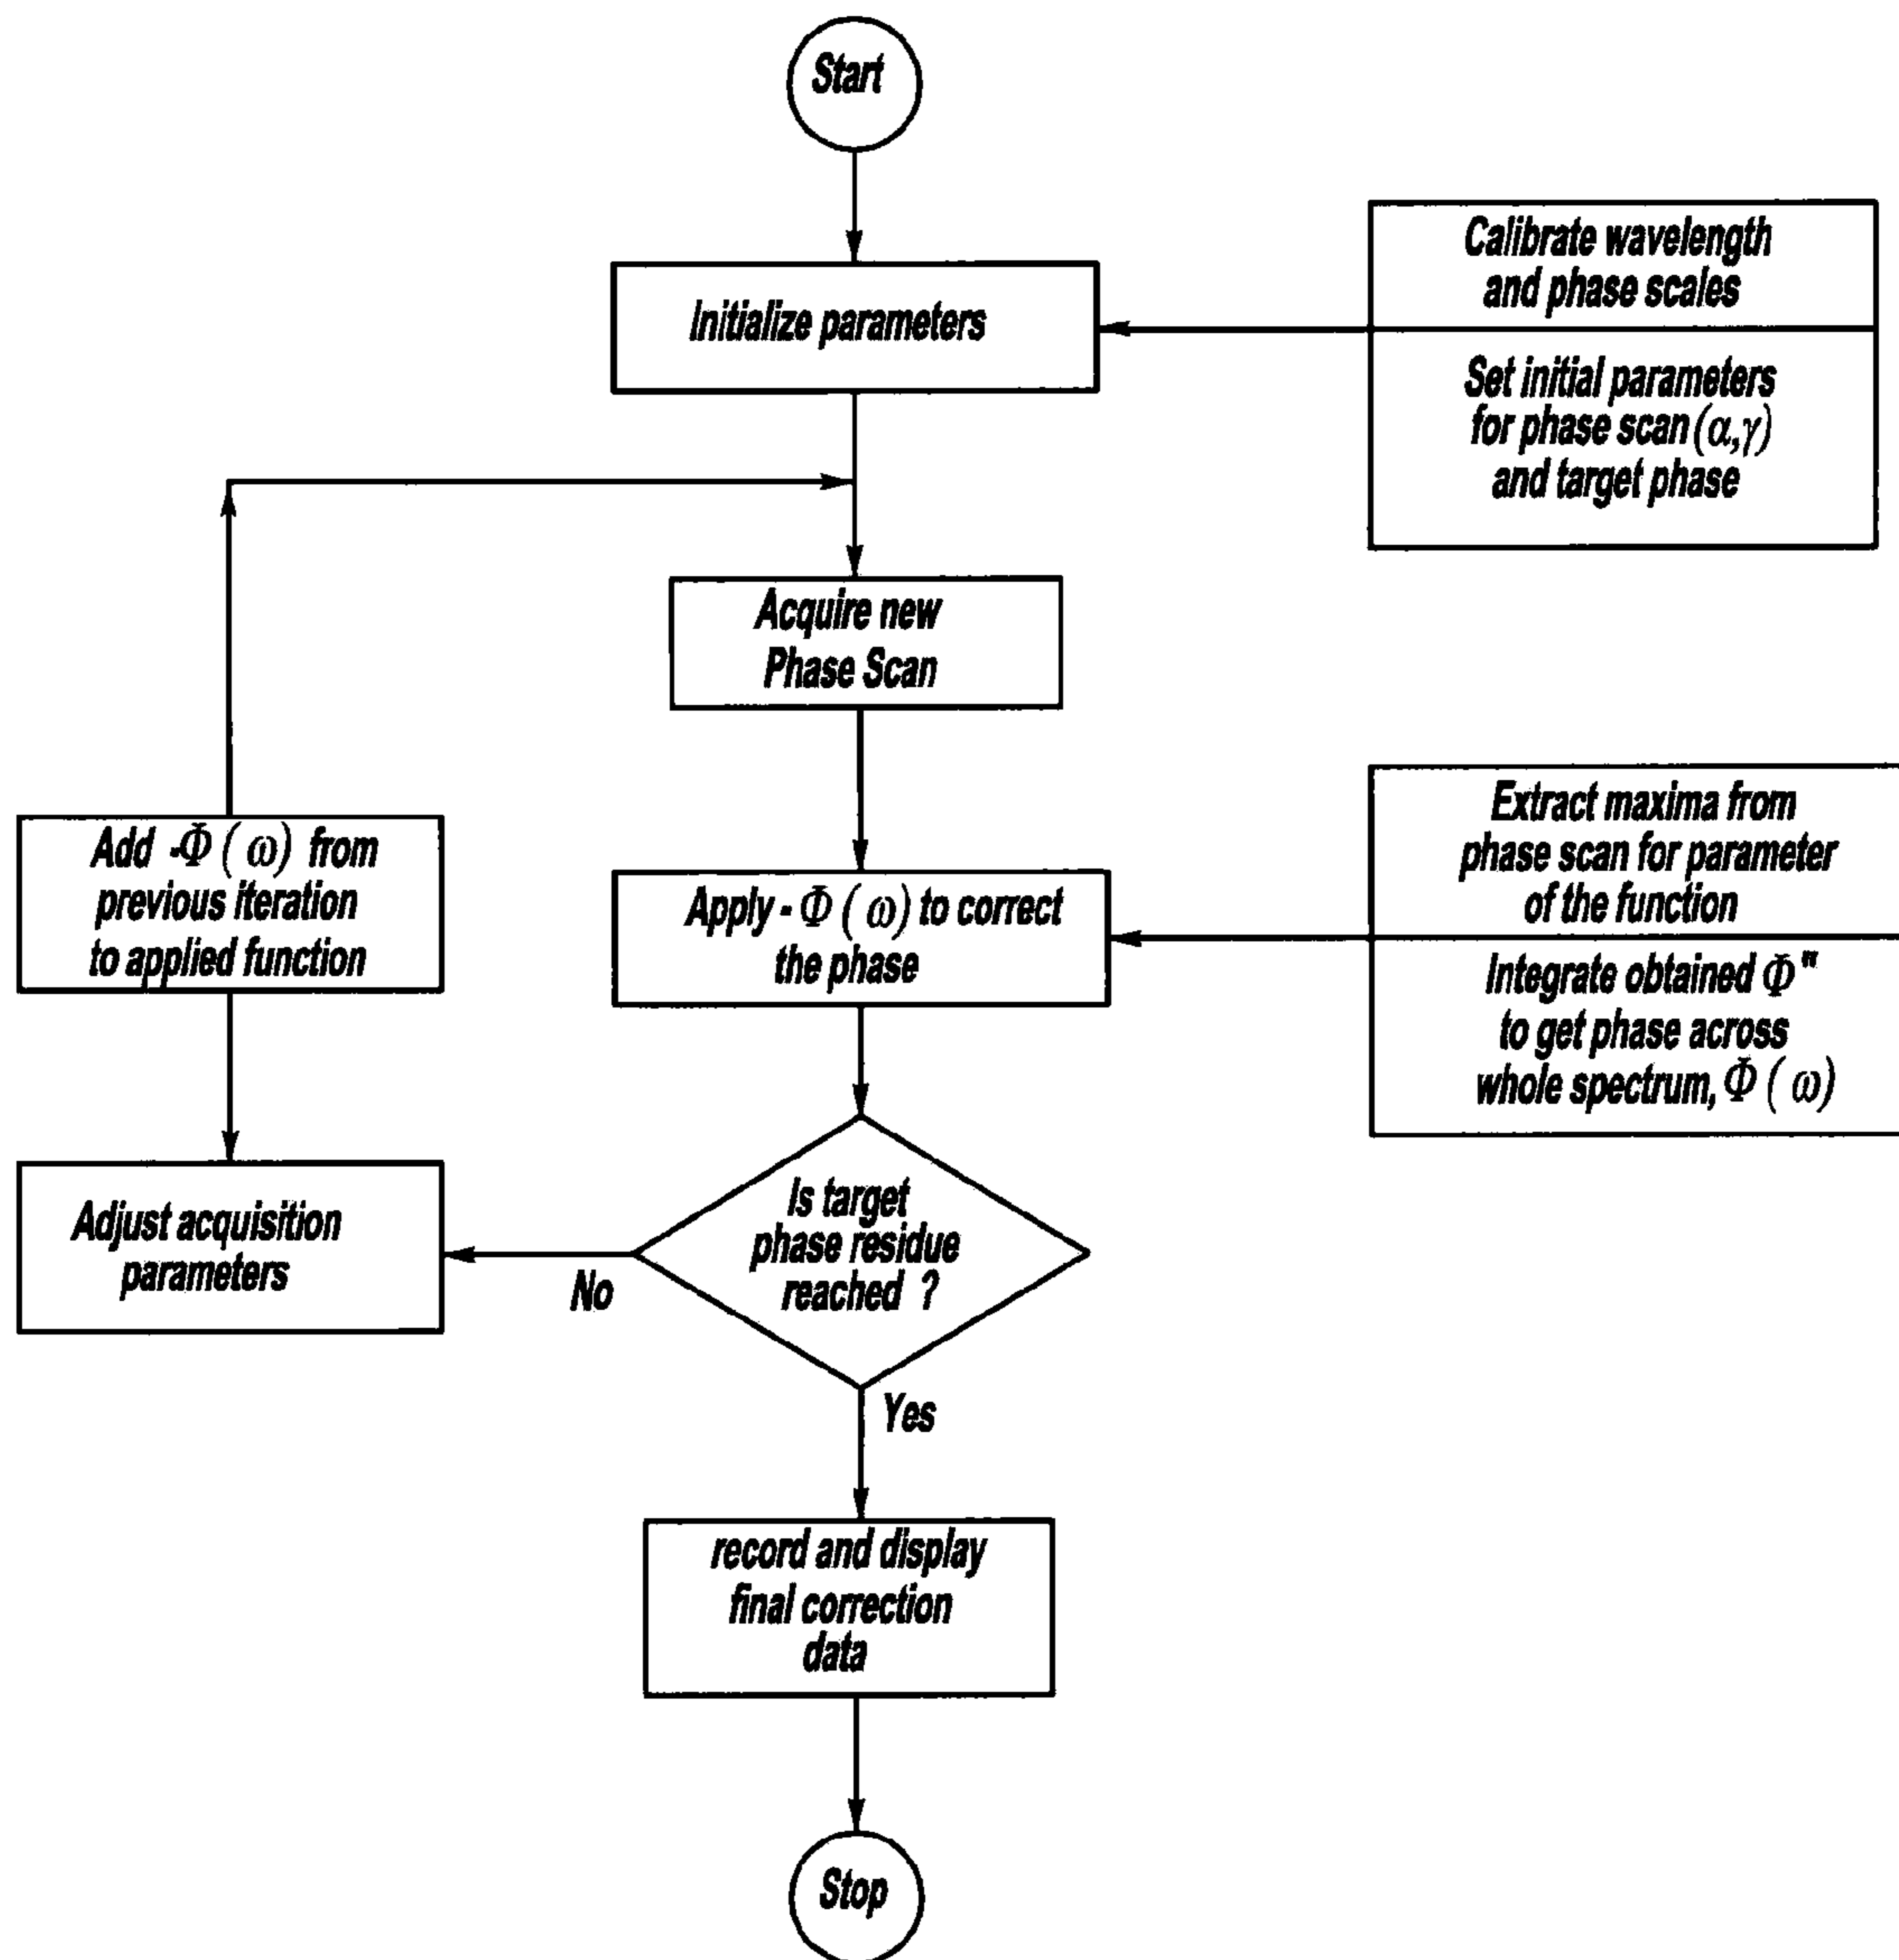 Start
Initialize parameters
Calibrate wavelength
and phase scales
Set initial parameters
for phase scan (α,γ)
and target phase
Acquire new
Phase Scan
Add -Φ ( ω) from
previous iteration
to applied function
Apply - Φ ( ω) to correct
the phase
Extract maxima from
phase scan for parameter
of the function
Integrate obtained Φ"
to get phase across
whole spectrum, Φ ( ω)
Adjust acquisition
parameters
No
Is target
phase residue
reached ?
Yes
record and display
final correction
data
Stop